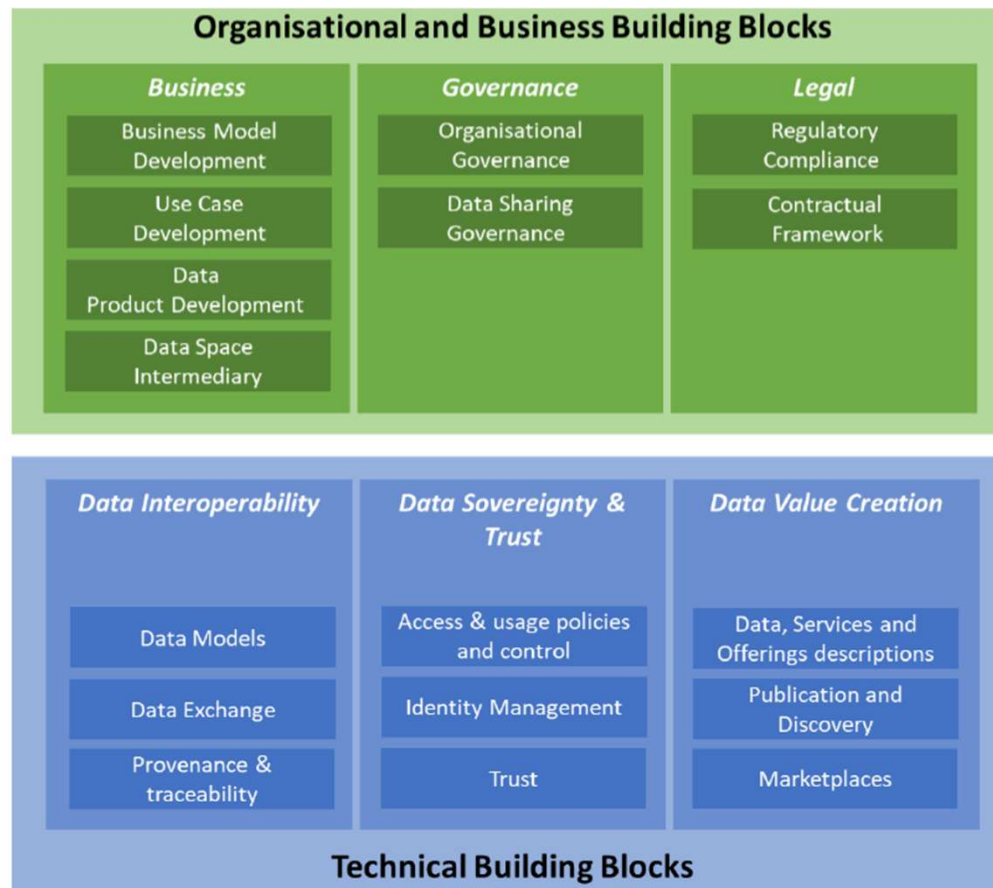 Organisational and Business Building Blocks
Business
Business Model
Development
Use Case
Development
Data
Product Development
Data Space
Intermediary
Governance
Organisational
Governance
Data Sharing
Governance
Legal
Regulatory
Compliance
Contractual
Framework
Data Interoperability
Data Models
Data Exchange
Provenance &
traceability
Data Sovereignty &
Trust
Access & usage policies
and control
Identity Management
Trust
Data Value Creation
Data, Services and
Offerings descriptions
Publication and
Discovery
Marketplaces
Technical Building Blocks